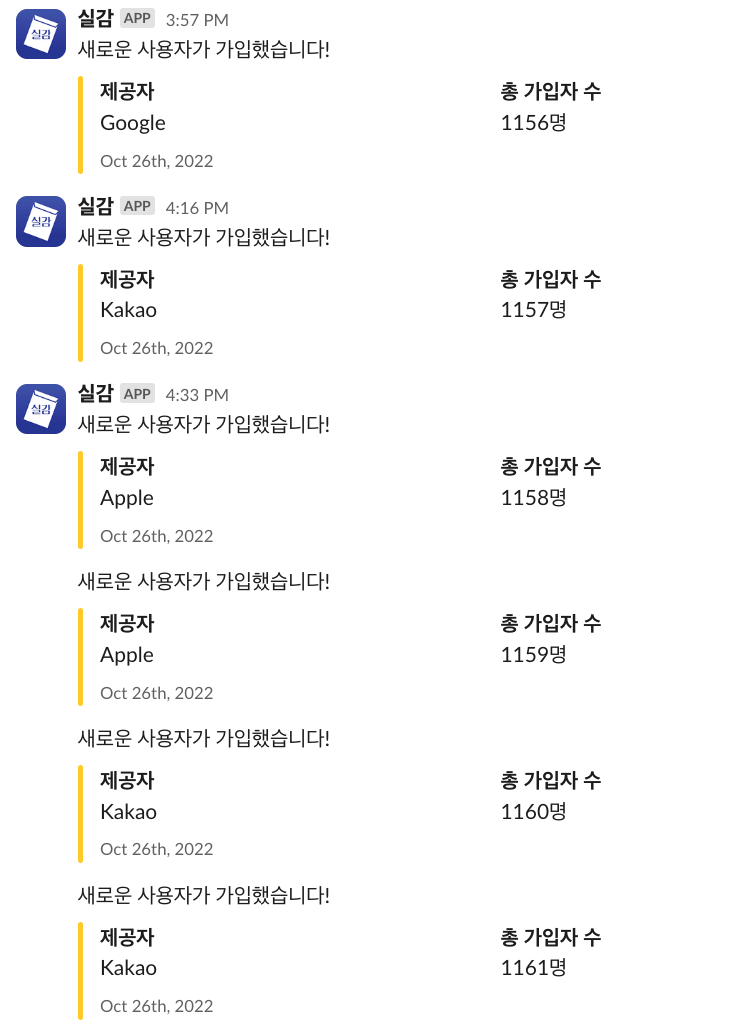 실감 APP 3:57 PM
새로운 사용자가 가입했습니다!
제공자 총 가입자 수
Google 1156명
Oct 26th, 2022
실감 APP 4:16 PM
새로운 사용자가 가입했습니다!
제공자 총 가입자 수
Kakao 1157명
Oct 26th, 2022
실감 APP 4:33 PM
새로운 사용자가 가입했습니다!
제공자 총 가입자 수
Apple 1158명
Oct 26th, 2022
새로운 사용자가 가입했습니다!
제공자 총 가입자 수
Apple 1159명
Oct 26th, 2022
새로운 사용자가 가입했습니다!
제공자 총 가입자 수
Kakao 1160명
Oct 26th, 2022
새로운 사용자가 가입했습니다!
제공자 총 가입자 수
Kakao 1161명
Oct 26th, 2022